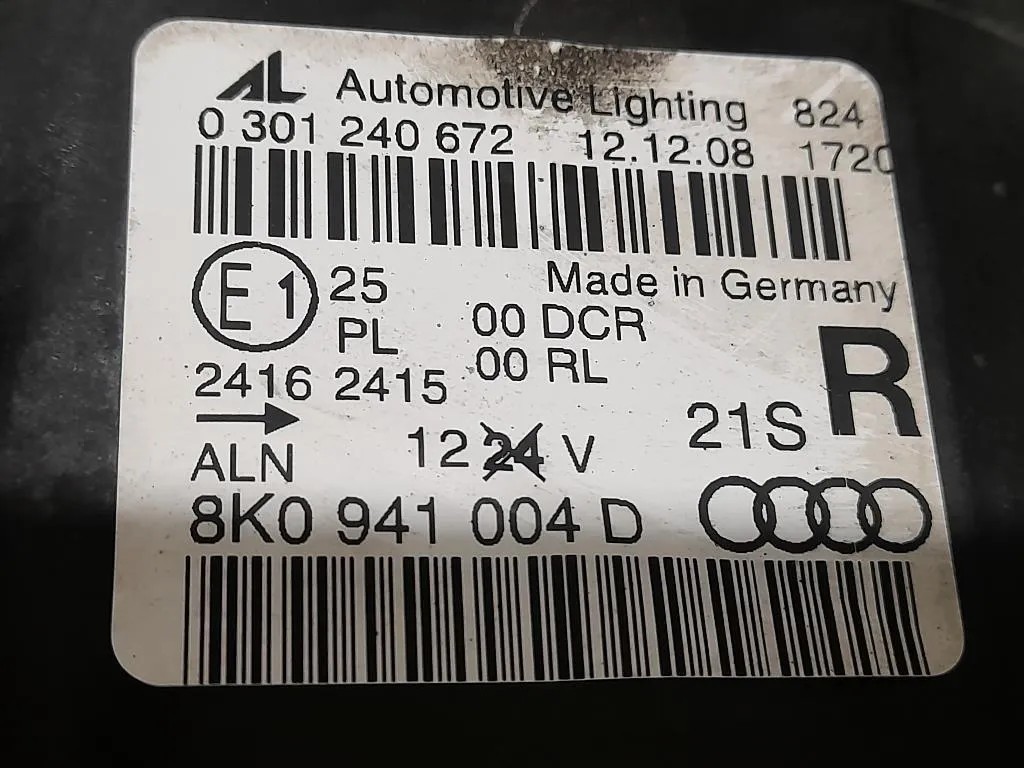 AL Automotive Lighting 824
0 301 240 672 12.12.08 1720
E1 25 Made in Germany
PL 00 DCR
00 RL R
2416 2415
→ 21S
ALN 12 24 V
8K0 941 004 D